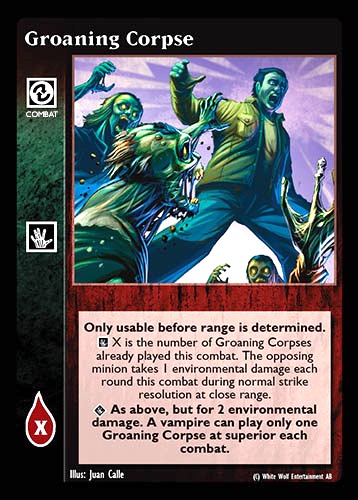 Groaning Corpse
COMBAT
Only usable before range is determined.
X is the number of Groaning Corpses
already played this combat. The opposing
minion takes 1 environmental damage each
round this combat during normal strike
resolution at close range.
As above, but for 2 environmental
damage. A vampire can play only one
Groaning Corpse at superior each
combat.
X
Illus: Juan Calle
(C) White Wolf Entertainment AB